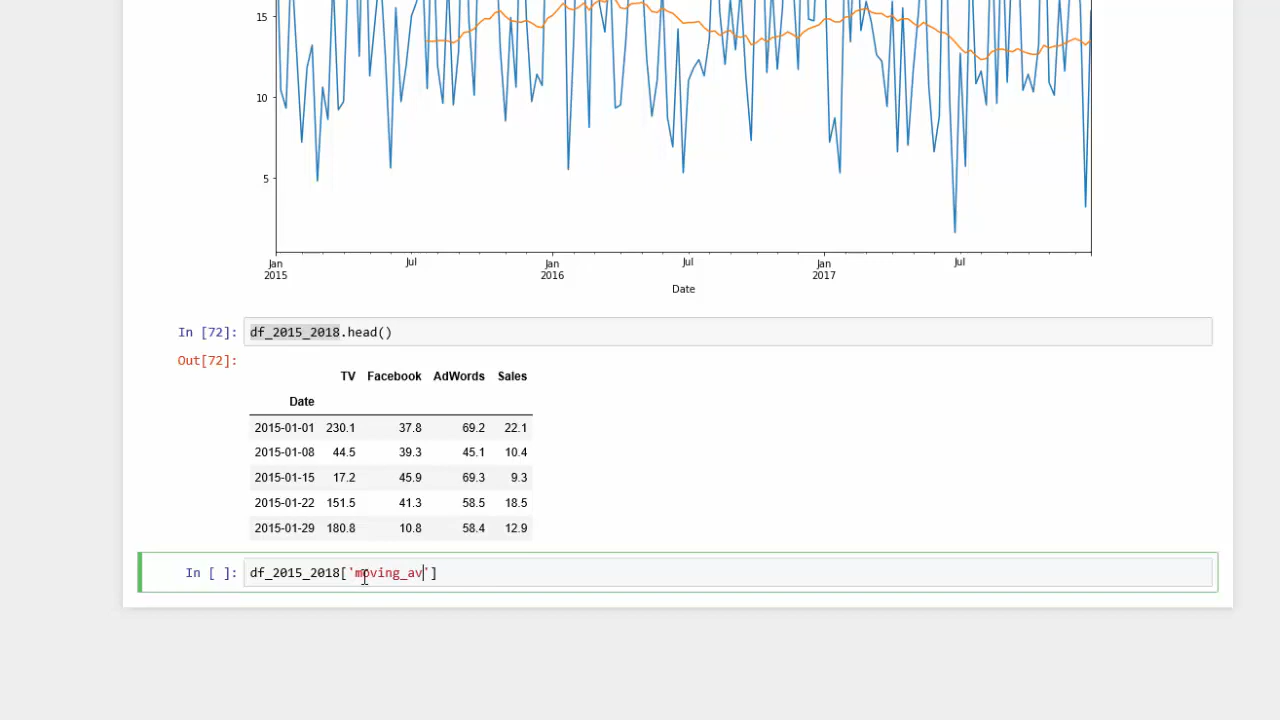 15
10
5
Jan Jul Jan Jul Jan Jul
2015 2016 2017
Date
In [72]: df_2015_2018.head()
Out[72]:
TV Facebook AdWords Sales
Date
2015-01-01 230.1 37.8 69.2 22.1
2015-01-08 44.5 39.3 45.1 10.4
2015-01-15 17.2 45.9 69.3 9.3
2015-01-22 151.5 41.3 58.5 18.5
2015-01-29 180.8 10.8 58.4 12.9
In [ ]: df_2015_2018['moving_av']